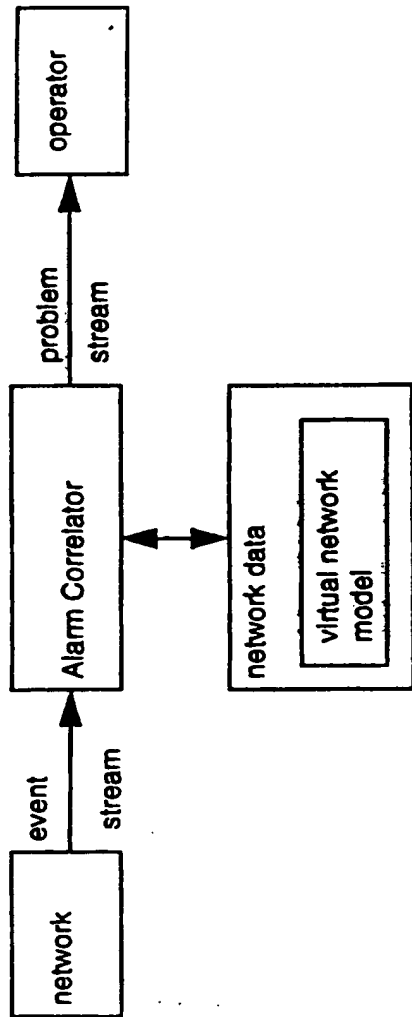 network
event
stream
Alarm Correlator
problem
stream
operator
network data
virtual network
model